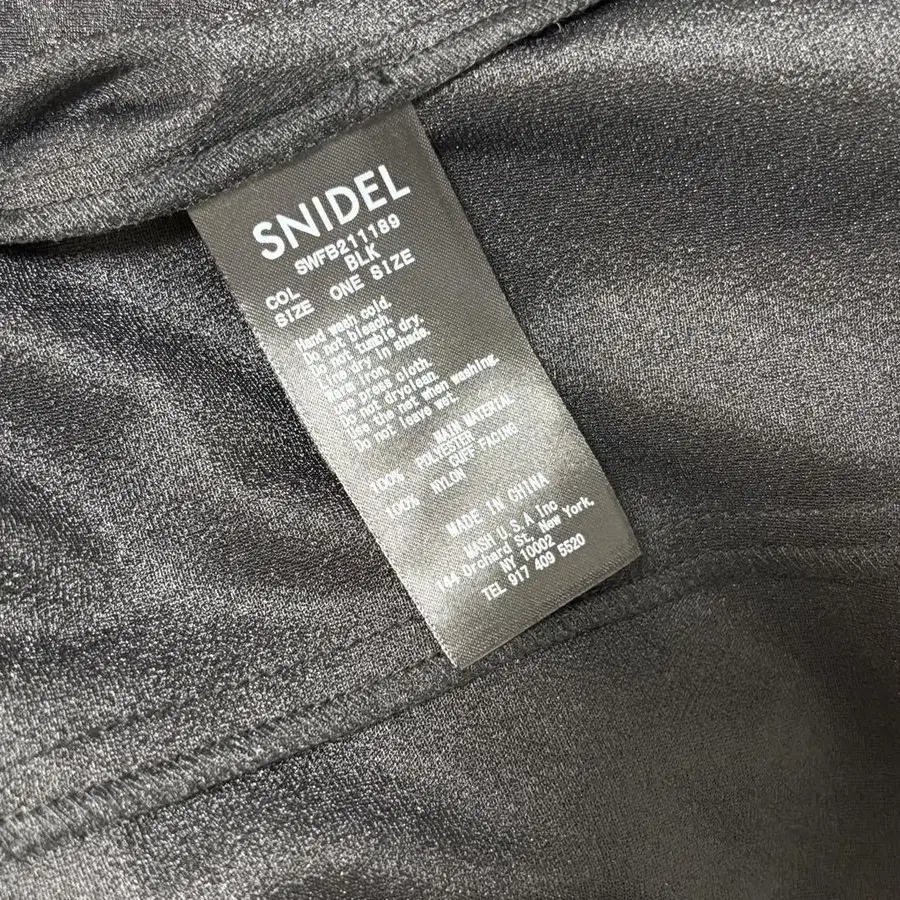 SNIDEL
SWFB211189
COL BLK
SIZE ONE SIZE
Hand wash cold.
Do not bleach.
Do not tumble dry.
Line dry in shade.
Warm iron.
Use press cloth.
Do not dryclean.
Use the net when washing.
Do not leave wet.
MAIN MATERIAL
100% POLYESTER
CUFF FACING
100% NYLON
MADE IN CHINA
MASH U.S.A Inc
144 Orchard St, New York,
NY 10002
TEL 917 409 5520